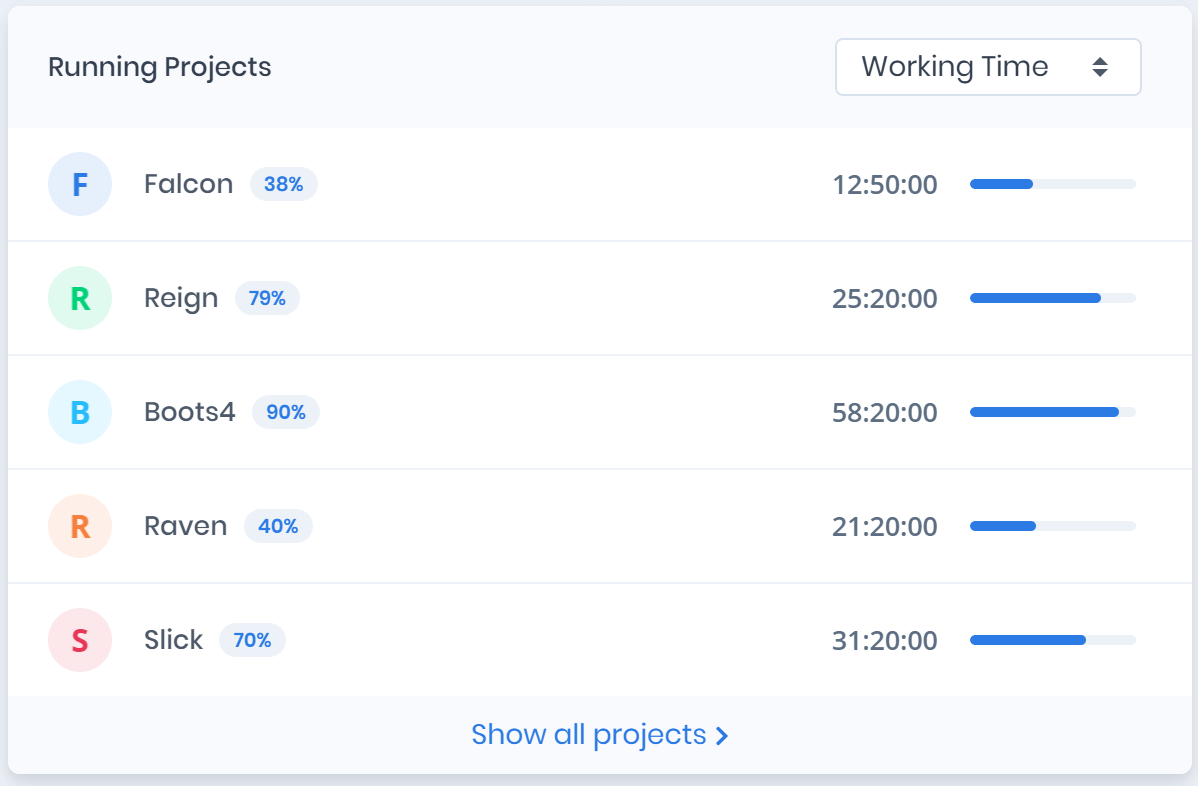 Running Projects Working Time
F Falcon 38% 12:50:00
R Reign 79% 25:20:00
B Boots4 90% 58:20:00
R Raven 40% 21:20:00
S Slick 70% 31:20:00
Show all projects